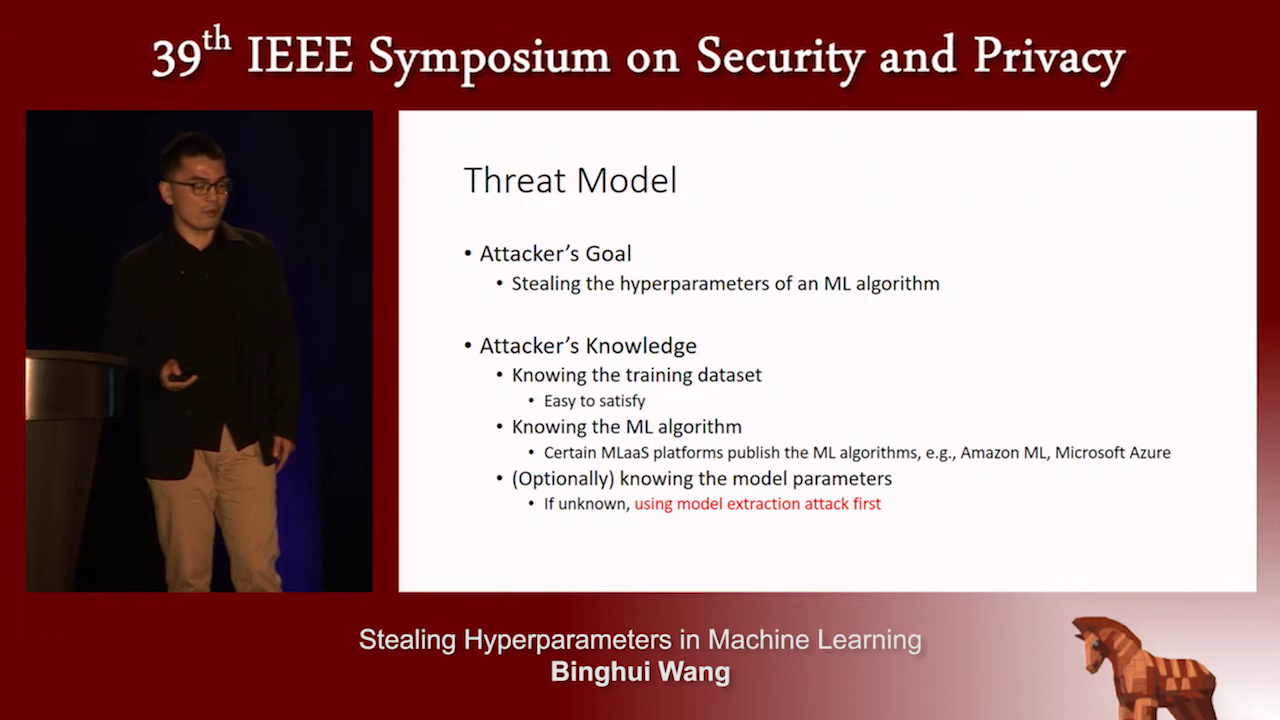 39th IEEE Symposium on Security and Privacy
Threat Model
• Attacker's Goal
• Stealing the hyperparameters of an ML algorithm
• Attacker's Knowledge
• Knowing the training dataset
• Easy to satisfy
• Knowing the ML algorithm
• Certain MLaaS platforms publish the ML algorithms, e.g., Amazon ML, Microsoft Azure
• (Optionally) knowing the model parameters
• If unknown, using model extraction attack first
Stealing Hyperparameters in Machine Learning
Binghui Wang